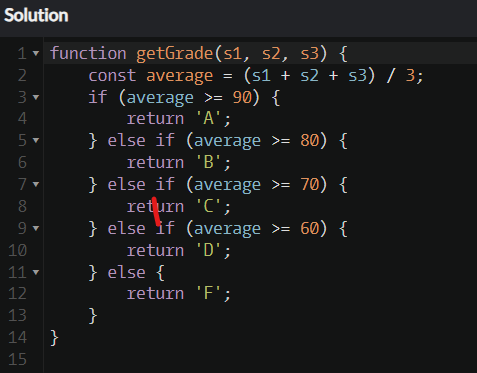 Solution
1 function getGrade(s1, s2, s3) {
2 const average = (s1 + s2 + s3) / 3;
3 if (average >= 90) {
4 return 'A';
5 } else if (average >= 80) {
6 return 'B';
7 } else if (average >= 70) {
8 return 'C';
9 } else if (average >= 60) {
10 return 'D';
11 } else {
12 return 'F';
13 }
14 }
15